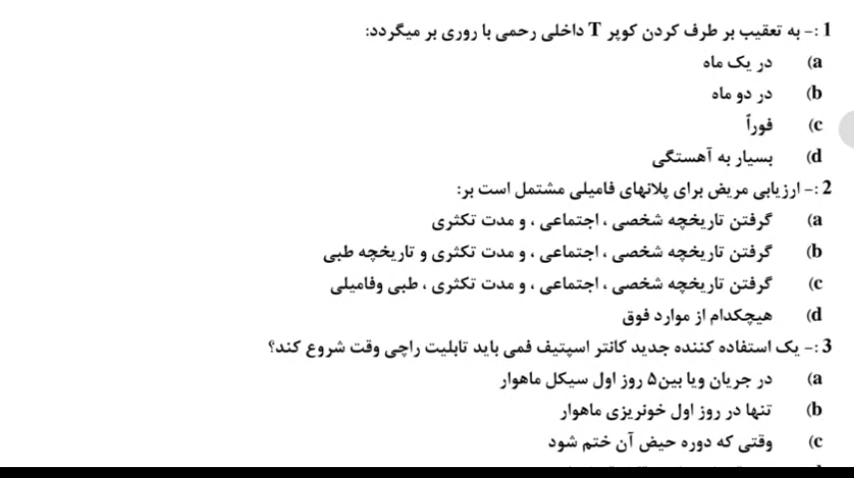 1 :- به تعقیب بر طرف کردن کوپر T داخلی رحمی با روری بر میگردد:
a) در یک ماه
b) در دو ماه
c) فوراً
d) بسیار به آهستگی
2 :- ارزیابی مریض برای پلانهای فامیلی مشتمل است بر:
a) گرفتن تاریخچه شخصی ، اجتماعی ، و مدت تکثری
b) گرفتن تاریخچه شخصی ، اجتماعی ، و مدت تکثری و تاریخچه طبی
c) گرفتن تاریخچه شخصی ، اجتماعی ، و مدت تکثری ، طبی وفامیلی
d) هیچکدام از موارد فوق
3 :- یک استفاده کننده جدید کانتر اسپتیف فمی باید تابلیت راچی وقت شروع کند؟
a) در جریان ویا بین۵ روز اول سیکل ماهوار
b) تنها در روز اول خونریزی ماهوار
c) وقتی که دوره حیض آن ختم شود